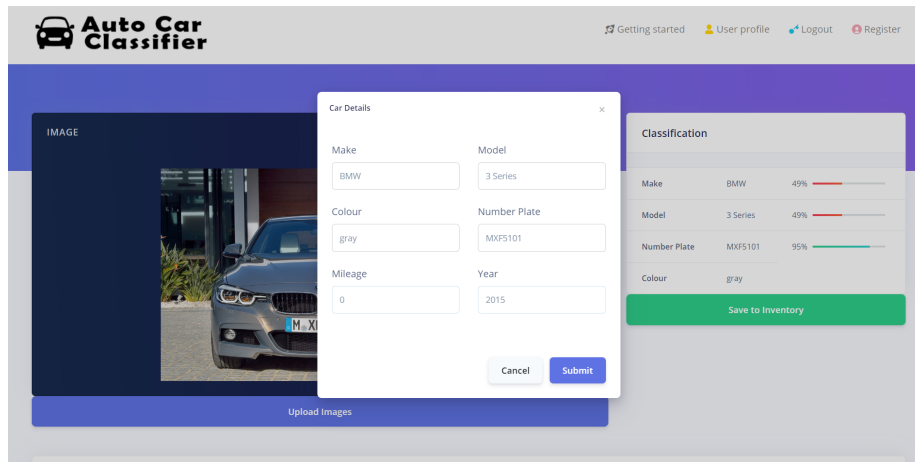 Auto Car
Classifier
Getting started
User profile
Logout
Register
IMAGE
Car Details
×
Make
Model
BMW
3 Series
Colour
Number Plate
gray
MXF5101
Mileage
Year
0
2015
Cancel
Submit
Upload Images
Classification
Make BMW 49%
Model 3 Series 49%
Number Plate MXF5101 95%
Colour gray
Save to Inventory